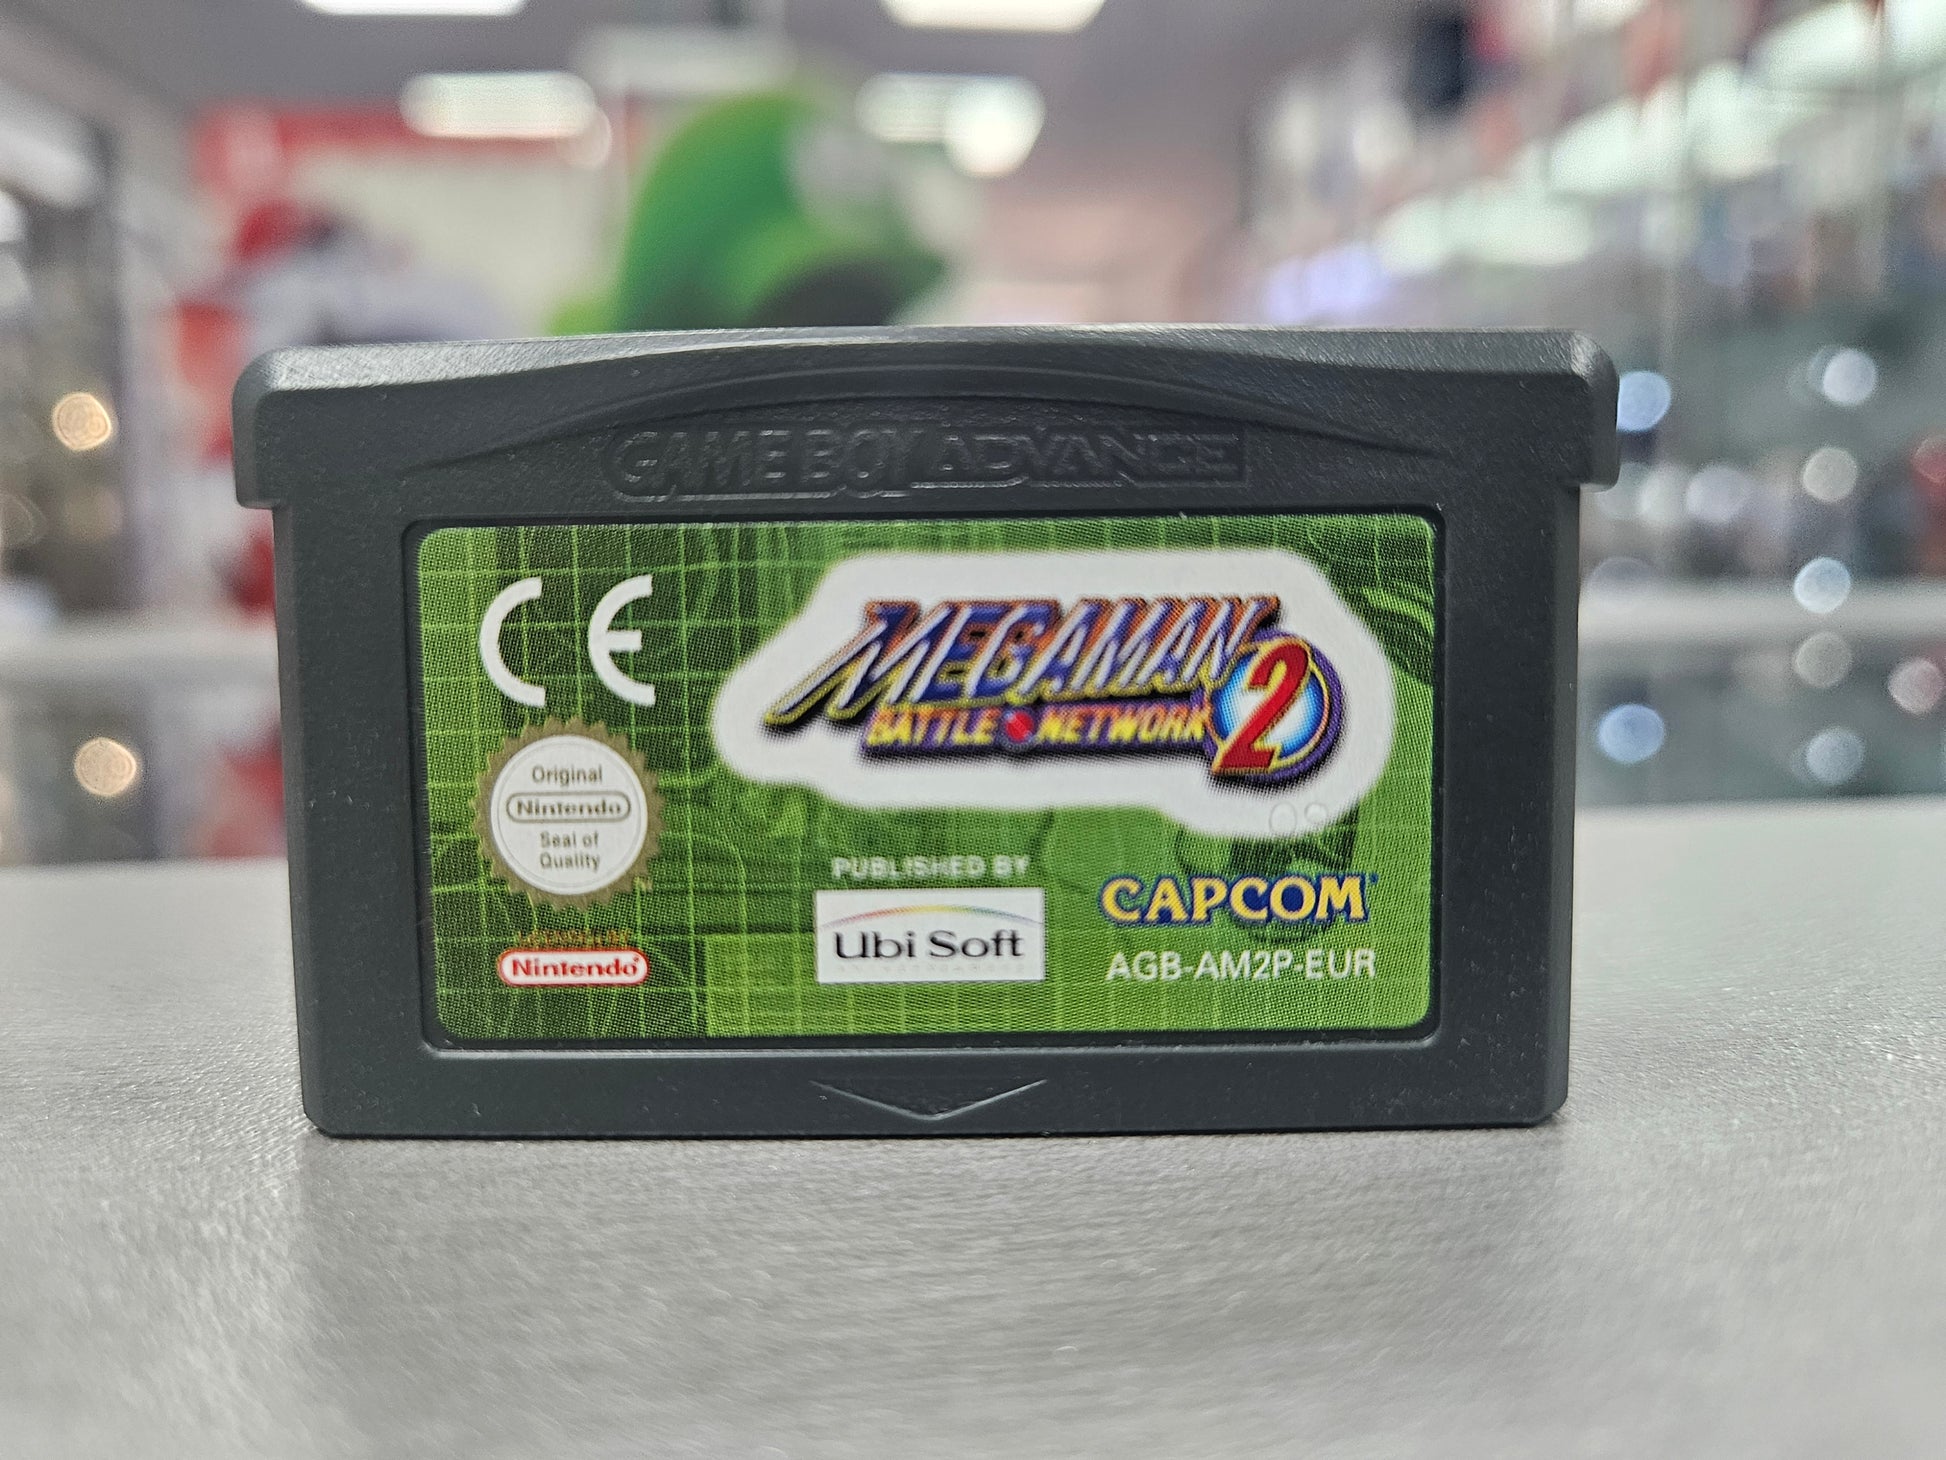 GAME BOY ADVANCE
CE
MEGAMAN
BATTLE NETWORK
2
Original
Nintendo
Seal of
Quality
PUBLISHED BY
Ubi Soft
CAPCOM
Nintendo
AGB-AM2P-EUR